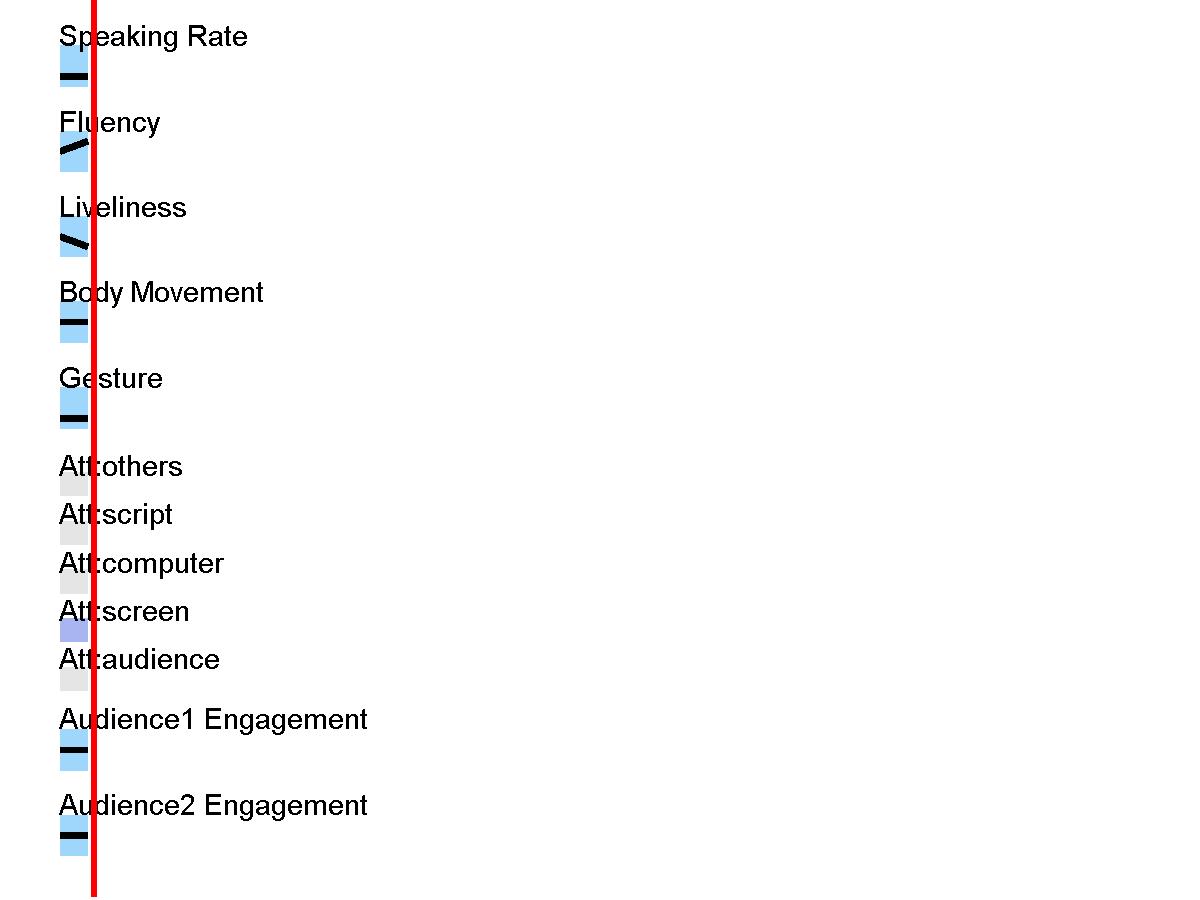 Speaking Rate
Fluency
Liveliness
Body Movement
Gesture
Att:others
Att:script
Att:computer
Att:screen
Att:audience
Audience1 Engagement
Audience2 Engagement